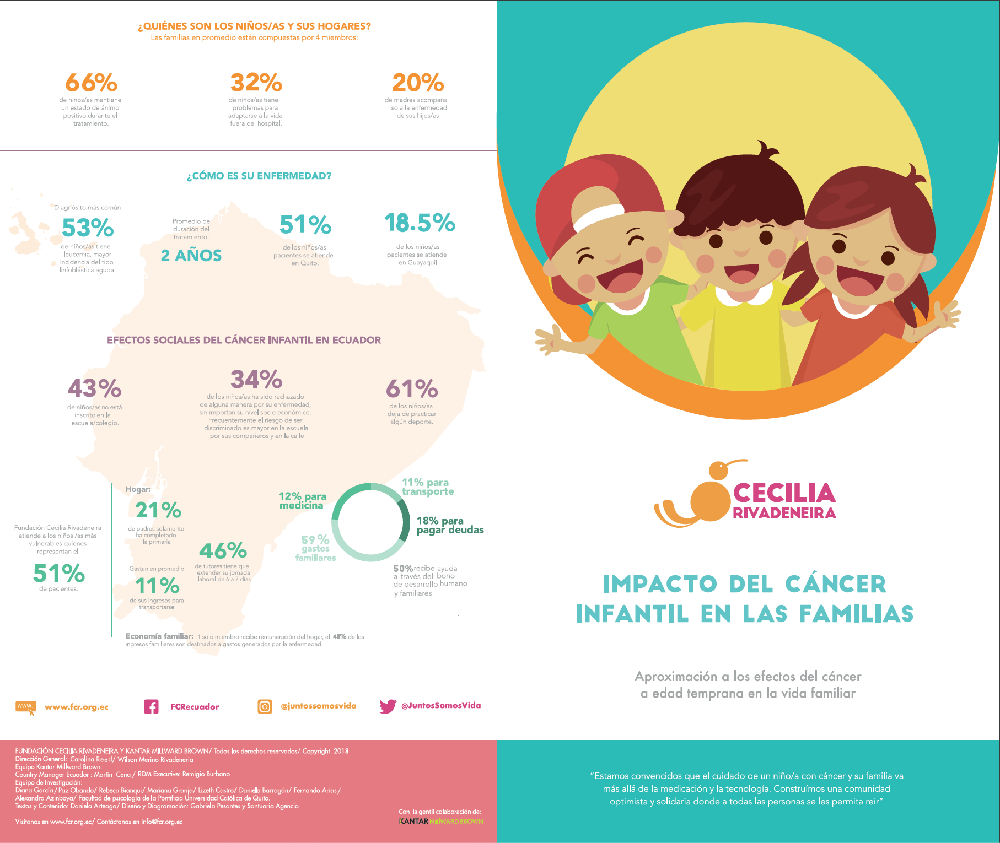 ¿QUIÉNES SON LOS NIÑOS/AS Y SUS HOGARES?
Las familias en promedio están compuestas por 4 miembros:
66%
de niños/as mantiene
un estado de ánimo
positivo durante el
tratamiento.
32%
de niños/as tiene
problemas para
adaptarse a la vida
fuera del hospital.
20%
de madres acompaña
sola la enfermedad
de sus hijos/as
¿CÓMO ES SU ENFERMEDAD?
Diagnósito más común
53%
de niños/as tiene
leucemia, mayor
incidencia del tipo
linfoblástica aguda.
Promedio de
duración del
tratamiento:
2 AÑOS
51%
de los niños/as
pacientes se atiende
en Quito.
18.5%
de los niños/as
pacientes se atiende
en Guayaquil.
EFECTOS SOCIALES DEL CÁNCER INFANTIL EN ECUADOR
43%
de niños/as no está
inscrito en la
escuela/colegio.
34%
de los niños/as ha sido rechazado
de alguna manera por su enfermedad,
sin importan su nivel socio económico.
Frecuentemente el riesgo de ser
discriminado es mayor en la escuela
por sus compañeros y en la calle
61%
de los niños/as
deja de practicar
algún deporte.
Fundación Cecilia Rivadeneira
atiende a los niños /as más
vulnerables quienes
representan el
51%
de pacientes.
Hogar:
21%
de padres solamente
ha completado
la primaria
Gastan en promedio
11%
de sus ingresos para
transportarse
46%
de tutores tiene que
extender su jornada
laboral de 6 a 7 días
12% para
medicina
11% para
transporte
18% para
pagar deudas
59%
gastos
familiares
50% recibe ayuda
a través del bono
de desarrollo humano
y familiares
Economía familiar: 1 solo miembro recibe remuneración del hogar, el 41% de los
ingresos familiares son destinados a gastos generados por la enfermedad.
www. www.fcr.org.ec
FCRecuador
@juntossomosvida
@JuntosSomosVida
FUNDACIÓN CECILIA RIVADENEIRA Y KANTAR MILLWARD BROWN/ Todos los derechos reservados/ Copyright 2018
Dirección General: Carolina Reed/ Wilson Merino Rivadeneria
Equipo Kantar Millward Brown:
Country Manager Ecuador : Martín Cena / RDM Executive: Remigio Burbano
Equipo de Investigación:
Diana García / Paz Obando/ Rebeca Bianqui/ Mariana Granja/ Lizeth Castro/ Daniela Barragán/ Fernando Arias /
Alexandra Azinboya/ Facultad de psicología de la Pontificia Universidad Católica de Quito.
Textos y Contenido: Daniela Arteaga/ Diseño y Diagramación: Gabriela Pesantes y Santuario Agencia
Visítanos en www.fcr.org.ec/ Contáctanos en info@fcr.org.ec
Con la gentil colaboración de:
KANTAR MillWARDBROWN
CECILIA
RIVADENEIRA
IMPACTO DEL CÁNCER
INFANTIL EN LAS FAMILIAS
Aproximación a los efectos del cáncer
a edad temprana en la vida familiar
"Estamos convencidos que el cuidado de un niño/a con cáncer y su familia va
más allá de la medicación y la tecnología. Construímos una comunidad
optimista y solidaria donde a todas las personas se les permita reír"